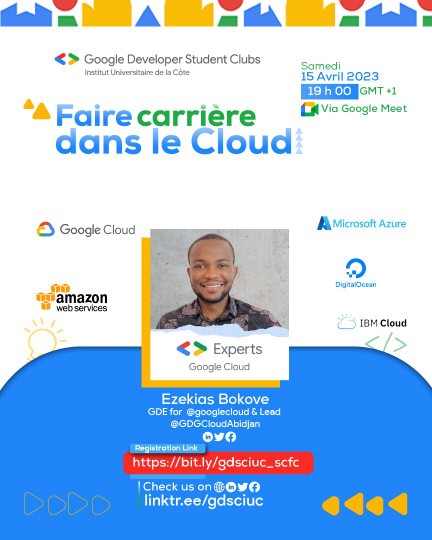 Google Developer Student Clubs
Institut Universitaire de la Côte
Samedi
15 Avril 2023
19 h 00 GMT +1
Via Google Meet
Faire carrière
dans le Cloud
Google Cloud
Microsoft Azure
DigitalOcean
amazon
web services
IBM Cloud
Experts
Google Cloud
Ezekias Bokove
GDE for @googlecloud & Lead
@GDGCloudAbidjan
Registration Link
https://bit.ly/gdsciuc_scfc
Check us on
linktr.ee/gdsciuc